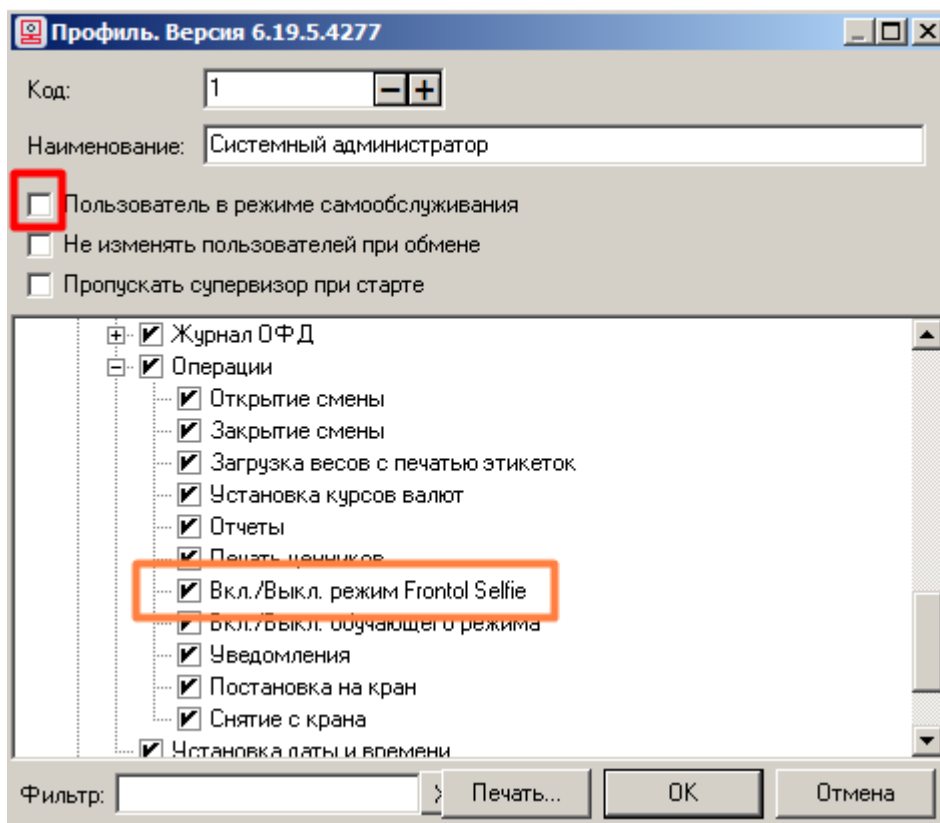 Профиль. Версия 6.19.5.4277
Код: 1
Наименование: Системный администратор
Пользователь в режиме самообслуживания
Не изменять пользователей при обмене
Пропускать супервизор при старте
Журнал ОФД
Операции
Открытие смены
Закрытие смены
Загрузка весов с печатью этикеток
Установка курсов валют
Отчеты
Печать ценников
Вкл./Выкл. режим Frontol Selfie
Вкл./Выкл. обучающего режима
Уведомления
Постановка на кран
Снятие с крана
Установка даты и времени
Фильтр: Печать... OK Отмена